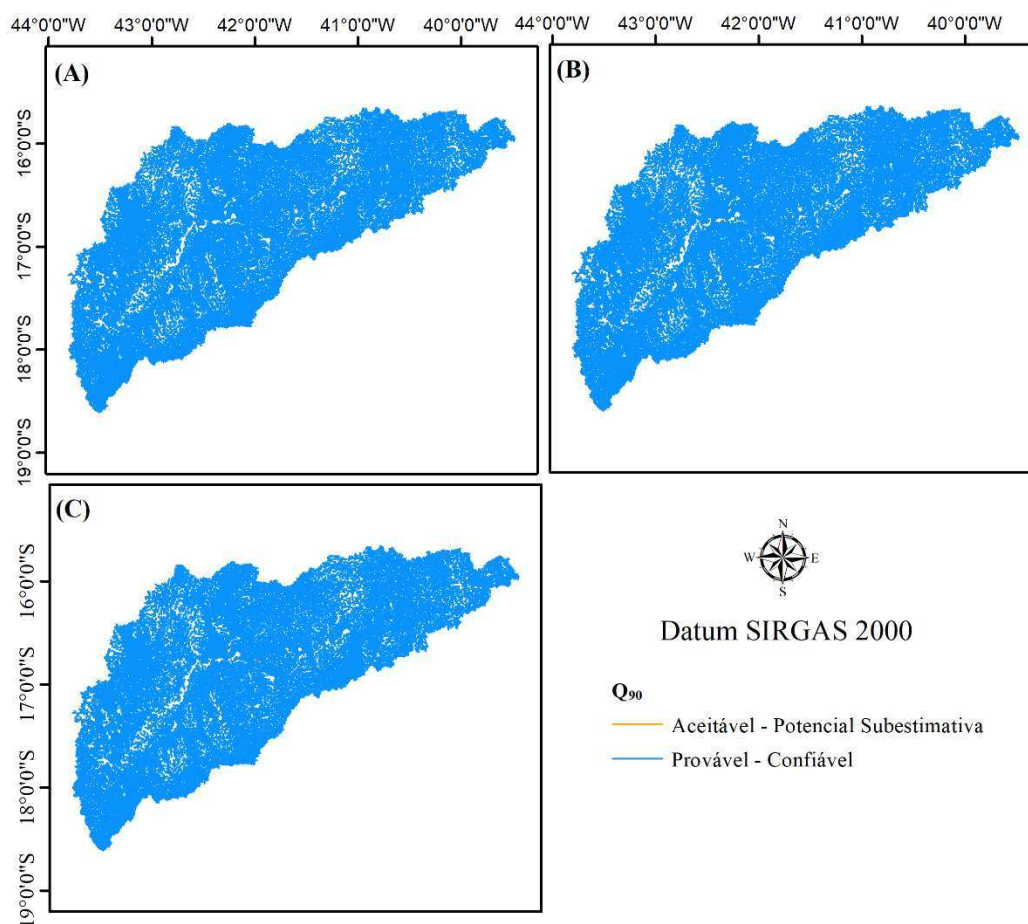 44°0'0"W 43°0'0"W 42°0'0"W 41°0'0"W 40°0'0"W 44°0'0"W 43°0'0"W 42°0'0"W 41°0'0"W 40°0'0"W
(A)
(B)
16°0'0"S
17°0'0"S
18°0'0"S
19°0'0"S
(C)
16°0'0"S
17°0'0"S
18°0'0"S
19°0'0"S
N
W E
S
Datum SIRGAS 2000
Q90
Aceitável - Potencial Subestimativa
Provável - Confiável